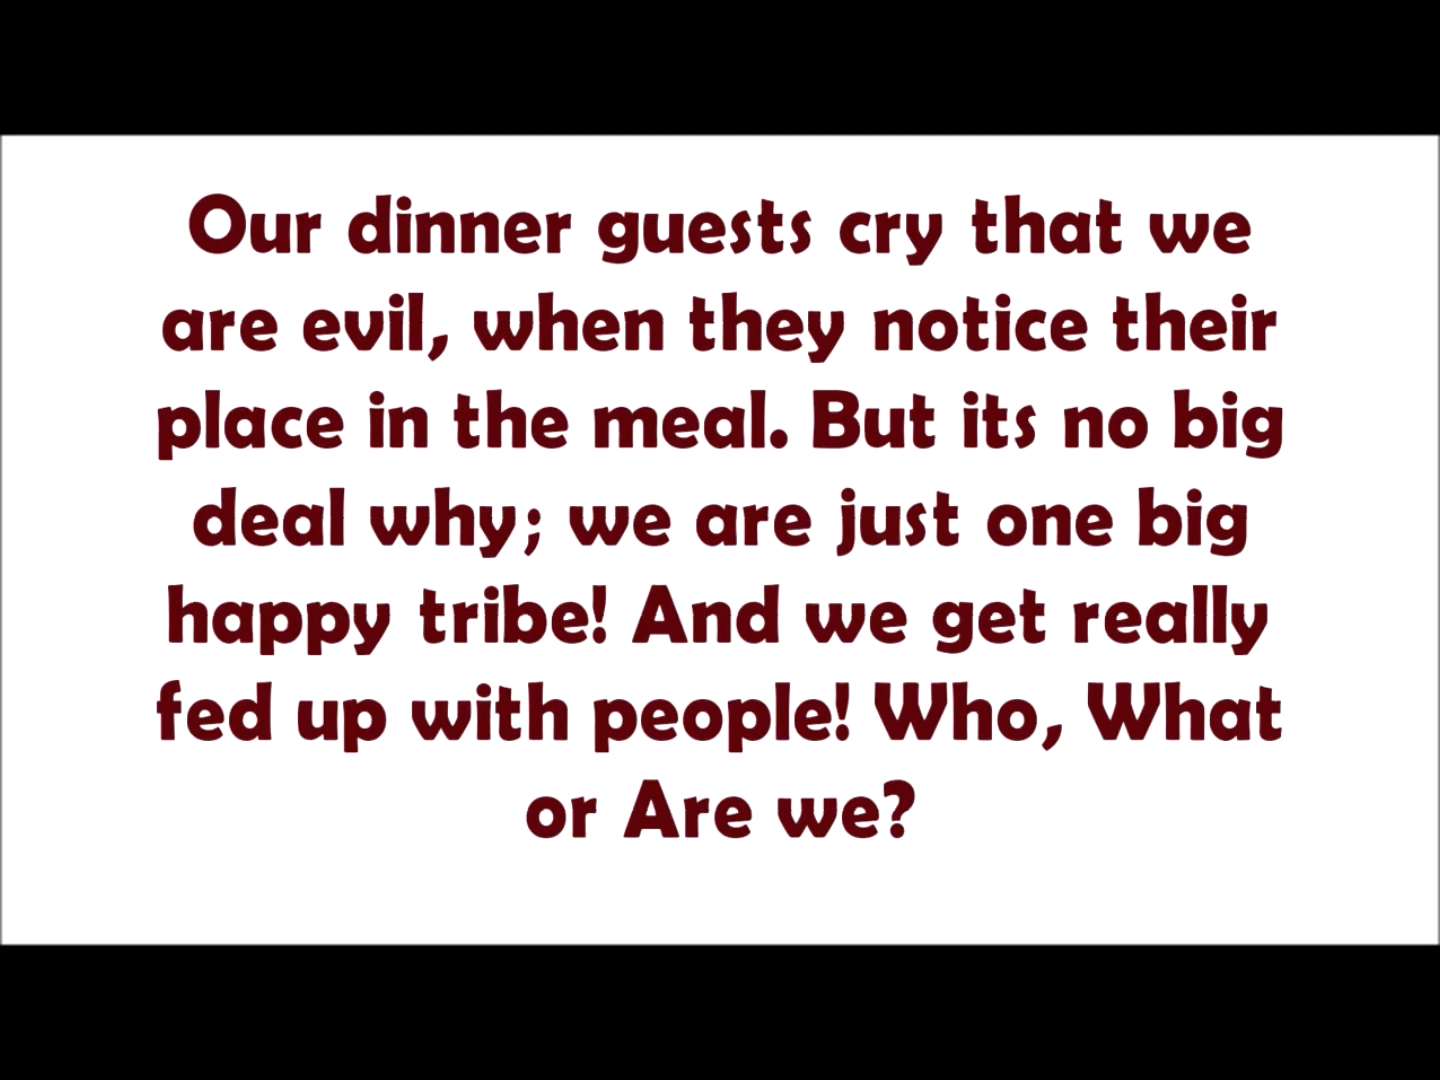 Our dinner guests cry that we
are evil, when they notice their
place in the meal. But its no big
deal why; we are just one big
happy tribe! And we get really
fed up with people! Who, What
or Are we?